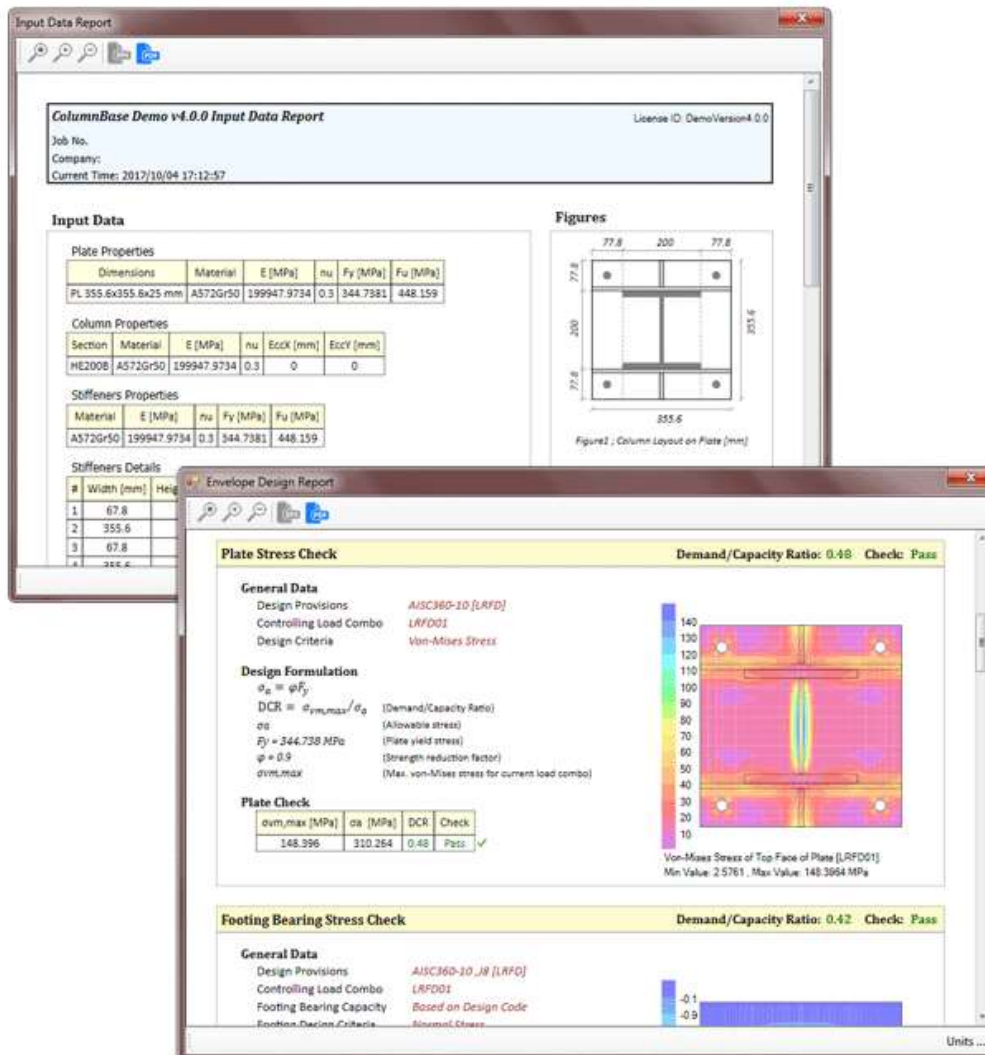 Input Data Report
ColumnBase Demo v4.0.0 Input Data Report
License ID: DemoVersion4.0.0
Job No.
Company:
Current Time: 2017/10/04 17:12:57
Input Data
Plate Properties
Dimensions Material E [MPa] nu Fy [MPa] Fu [MPa]
PL 355.6x355.6x25 mm A572Gr50 199947.9734 0.3 344.7381 448.159
Column Properties
Section Material E [MPa] nu EccX [mm] EccY [mm]
HE200B A572Gr50 199947.9734 0.3 0 0
Stiffeners Properties
Material E [MPa] nu Fy [MPa] Fu [MPa]
A572Gr50 199947.9734 0.3 344.7381 448.159
Stiffeners Details
# Width [mm] Heig
1 67.8
2 355.6
3 67.8
4 355.6
Figures
77.8 200 77.8
77.8
200
77.8
355.6
355.6
Figure1 ; Column Layout on Plate [mm]
Envelope Design Report
PDF
Plate Stress Check Demand/Capacity Ratio: 0.48 Check: Pass
General Data
Design Provisions AISC360-10 [LRFD]
Controlling Load Combo LRFD01
Design Criteria Von-Mises Stress
Design Formulation
σa = φFy
DCR = σvm,max/σa (Demand/Capacity Ratio)
σa (Allowable stress)
Fy = 344.738 MPa (Plate yield stress)
φ = 0.9 (Strength reduction factor)
σvm,max (Max. von-Mises stress for current load combo)
Plate Check
σvm,max [MPa] σa [MPa] DCR Check
148.396 310.264 0.48 Pass ✓
140
130
120
110
100
90
80
70
60
50
40
30
20
10
Von-Mises Stress of Top Face of Plate [LRFD01]
Min Value: 2.5761 , Max Value: 148.3964 MPa
Footing Bearing Stress Check Demand/Capacity Ratio: 0.42 Check: Pass
General Data
Design Provisions AISC360-10 ,J8 [LRFD]
Controlling Load Combo LRFD01
Footing Bearing Capacity Based on Design Code
Footing Design Criteria Normal Stress
-0.1
-0.9
Units ...